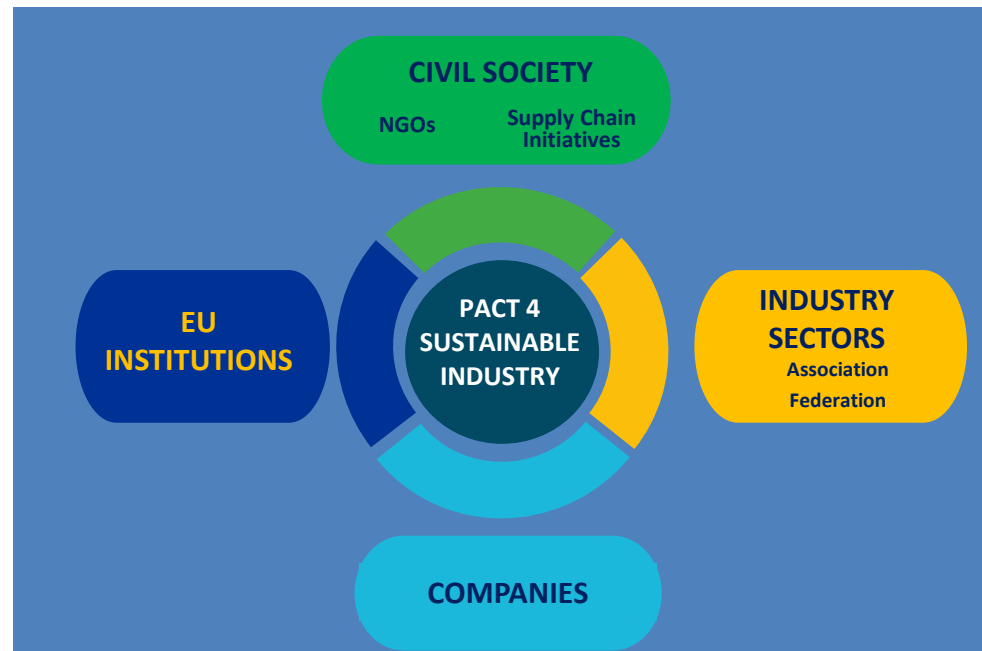 CIVIL SOCIETY
NGOs
Supply Chain
Initiatives
EU
INSTITUTIONS
PACT 4
SUSTAINABLE
INDUSTRY
INDUSTRY
SECTORS
Association
Federation
COMPANIES